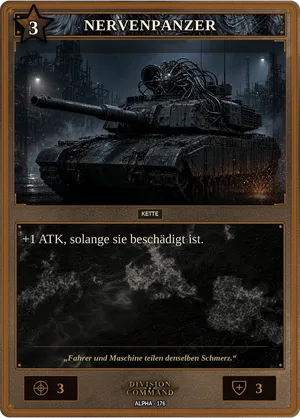 3
NERVENPANZER
KETTE
+1 ATK, solange sie beschädigt ist.
„Fahrer und Maschine teilen denselben Schmerz.“
3
DIVISION
COMMAND
3
ALPHA - 176